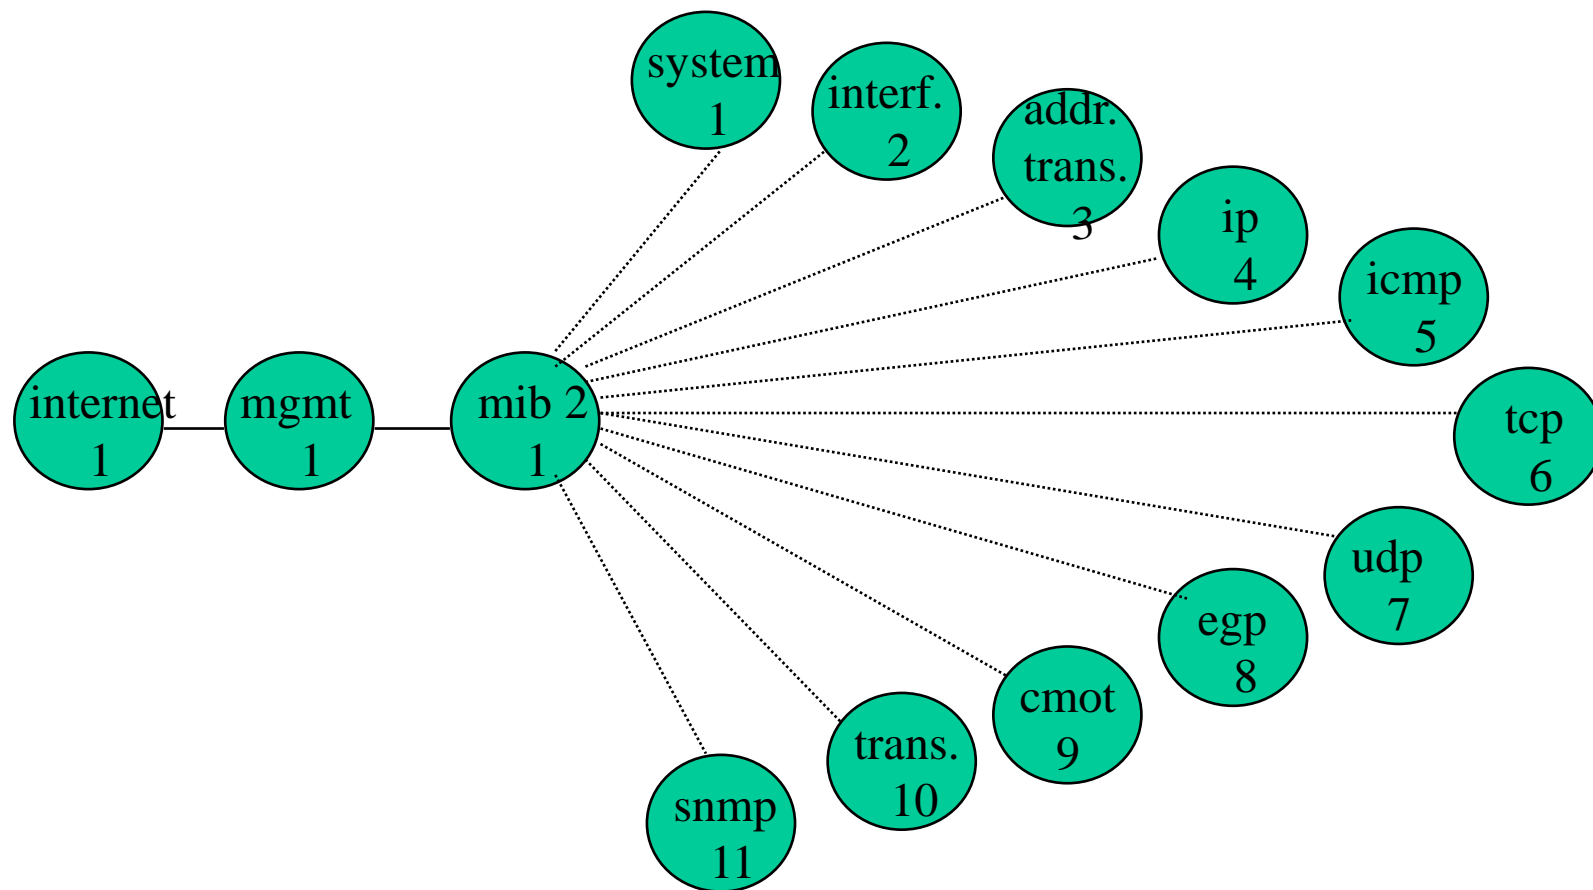 system
1
interf.
2
addr.
trans.
3
ip
4
icmp
5
internet
1
mgmt
1
mib 2
1
tcp
6
udp
7
egp
8
cmot
9
trans.
10
snmp
11